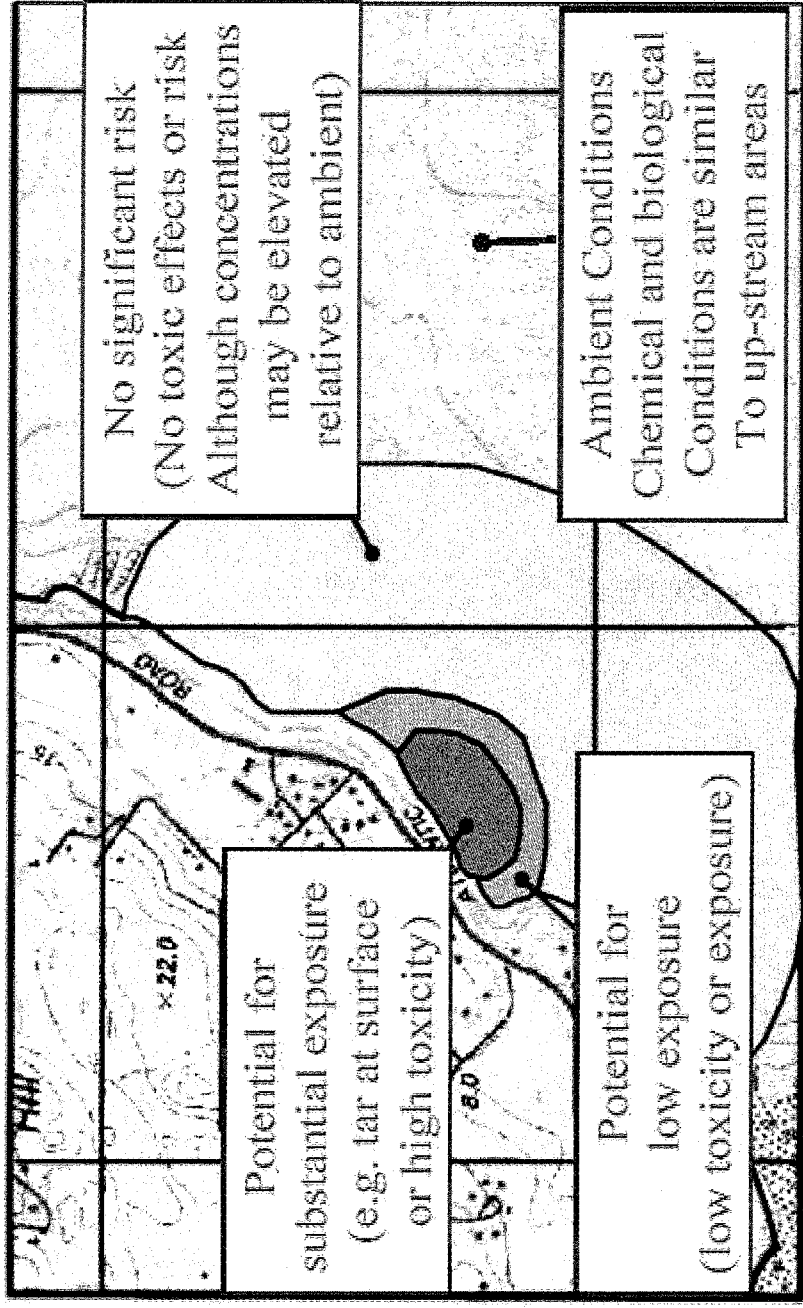 No significant risk
(No toxic effects or risk
Although concentrations
may be elevated
relative to ambient)
Ambient Conditions
Chemical and biological
Conditions are similar
To up-stream areas
Potential for
substantial exposure
(e.g. tar at surface
or high toxicity)
Potential for
low exposure
(low toxicity or exposure)
ROAD
Hill
×22.0
8.0
15